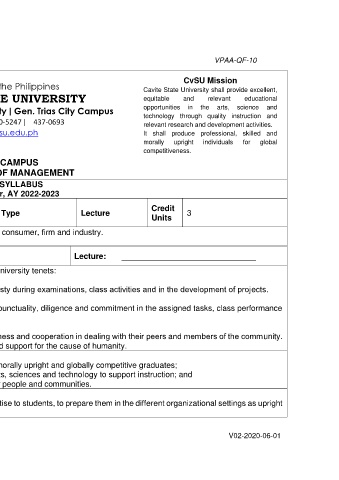 VPAA-QF-10
the Philippines
E UNIVERSITY
ty | Gen. Trias City Campus
0-5247 | 437-0693
su.edu.ph
CvSU Mission
Cavite State University shall provide excellent,
equitable and relevant educational
opportunities in the arts, science and
technology through quality instruction and
relevant research and development activities.
It shall produce professional, skilled and
morally upright individuals for global
competitiveness.
CAMPUS
OF MANAGEMENT
SYLLABUS
r, AY 2022-2023
Type Lecture Credit Units 3
consumer, firm and industry.
Lecture:
niversity tenets:
sty during examinations, class activities and in the development of projects.
punctuality, diligence and commitment in the assigned tasks, class performance
ness and cooperation in dealing with their peers and members of the community.
d support for the cause of humanity.
morally upright and globally competitive graduates;
ts, sciences and technology to support instruction; and
r people and communities.
tise to students, to prepare them in the different organizational settings as upright
V02-2020-06-01